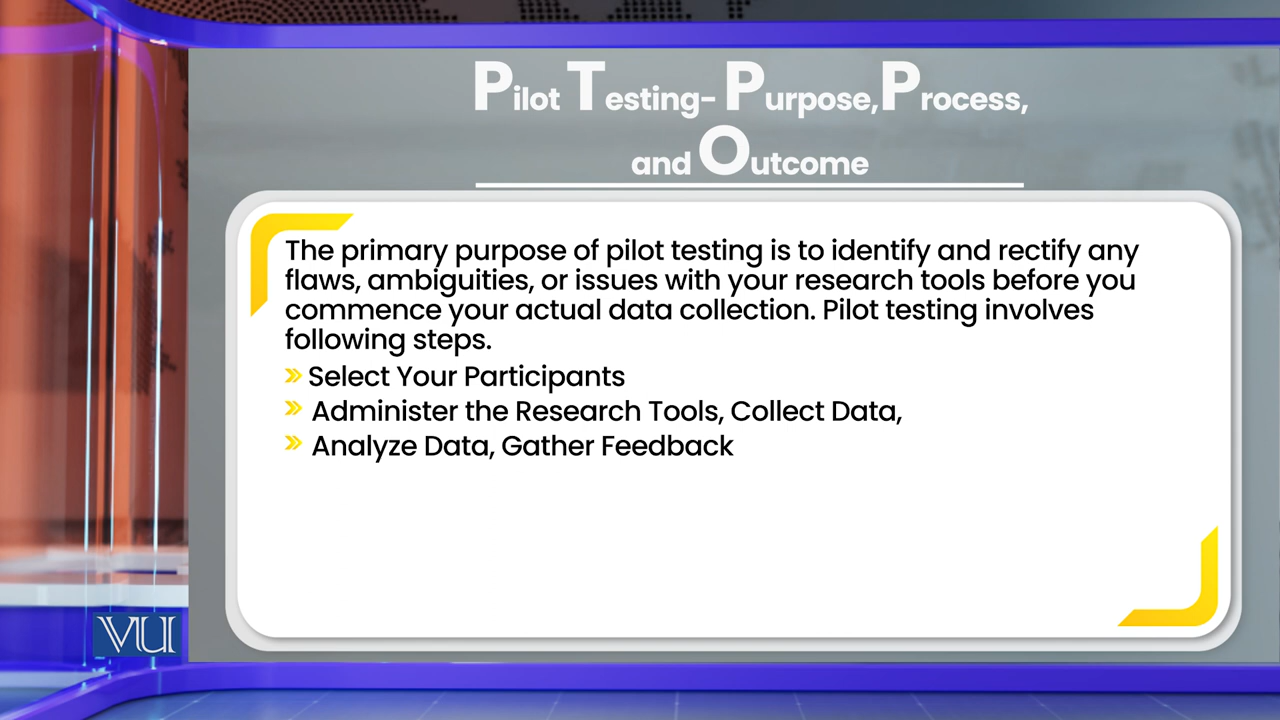 Pilot Testing- Purpose,Process,
and Outcome
The primary purpose of pilot testing is to identify and rectify any
flaws, ambiguities, or issues with your research tools before you
commence your actual data collection. Pilot testing involves
following steps.
Select Your Participants
Administer the Research Tools, Collect Data,
Analyze Data, Gather Feedback
VU